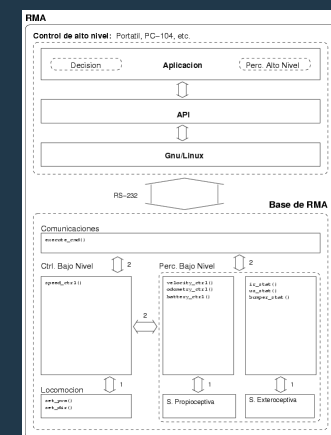 RMA
Control de alto nivel: Portatil, PC-104, etc.
Aplicacion
Decision
Perc. Alto Nivel
API
Gnu/Linux
RS-232
Base de RMA
Comunicaciones
execute_cmd()
2
2
Ctrl. Bajo Nivel
Perc. Bajo Nivel
speed_ctrl()
velocity_ctrl()
odometry_ctrl()
battery_ctrl()
ir_stat()
us_stat()
bumper_stat()
2
1
1
1
Locomocion
set_pwm()
set_dir()
S. Propioceptiva
S. Exteroceptiva